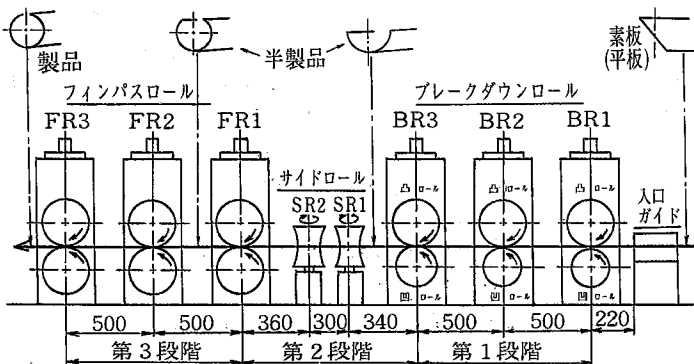 製品
半製品
素板
(平板)
フィンパスロール
ブレークダウンロール
FR3 FR2 FR1
BR3 BR2 BR1
サイドロール
SR2 SR1
入口
ガイド
凸ロール 凸ロール 凸ロール
凹ロール 凹ロール 凹ロール
500 500 360 300 340 500 500 220
第3段階 第2段階 第1段階